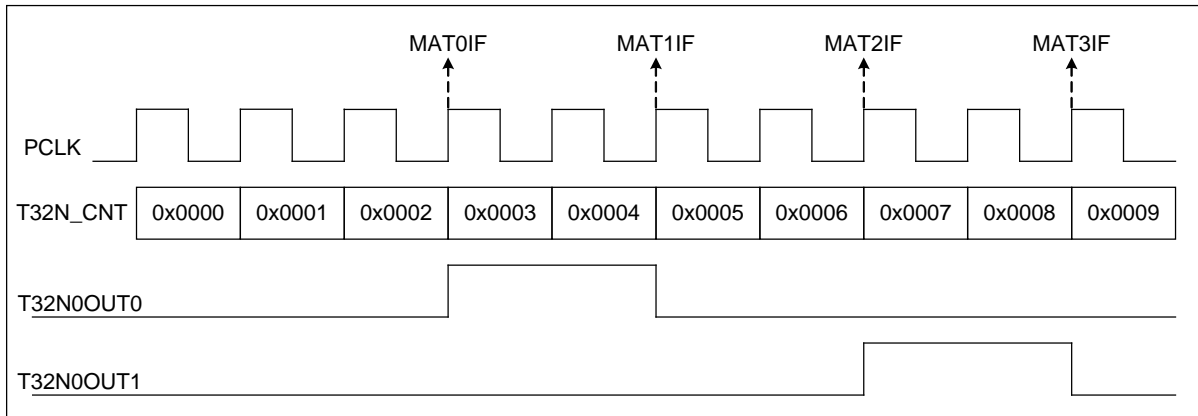 MAT0IF MAT1IF MAT2IF MAT3IF
PCLK
T32N_CNT 0x0000 0x0001 0x0002 0x0003 0x0004 0x0005 0x0006 0x0007 0x0008 0x0009
T32N0OUT0
T32N0OUT1